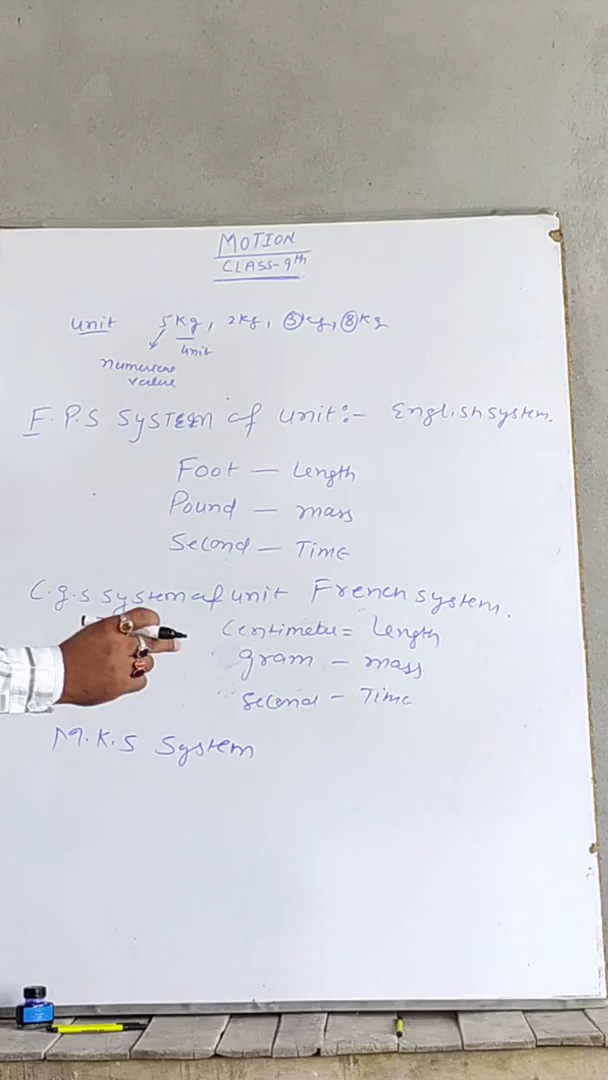 MOTION
CLASS-9th
unit 5kg, 2kg, 3kg, 8kg
unit
value
F.P.S SYSTEM of unit:- English system.
Foot — Length
Pound — mass
Second — Time
C.g.s system of unit French system.
Centimeter = Length
gram — mass
Second — Time
M.K.S System